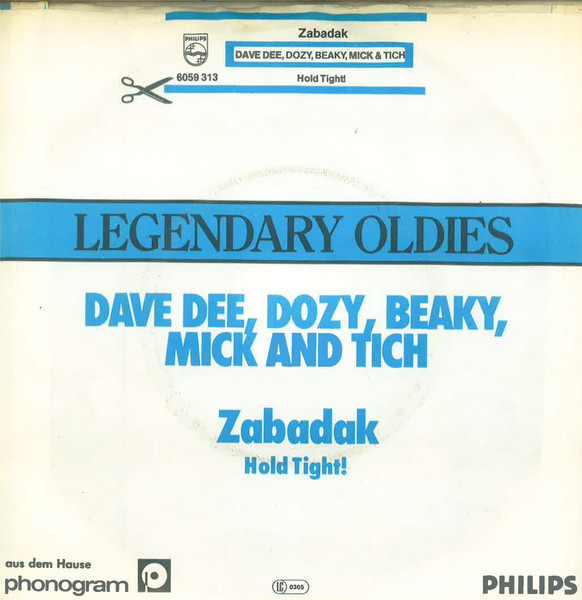 Zabadak
PHILIPS
DAVE DEE, DOZY, BEAKY, MICK & TICH
6059 313
Hold Tight!
LEGENDARY OLDIES
DAVE DEE, DOZY, BEAKY,
MICK AND TICH
Zabadak
Hold Tight!
aus dem Hause
phonogram
LC 0305
PHILIPS